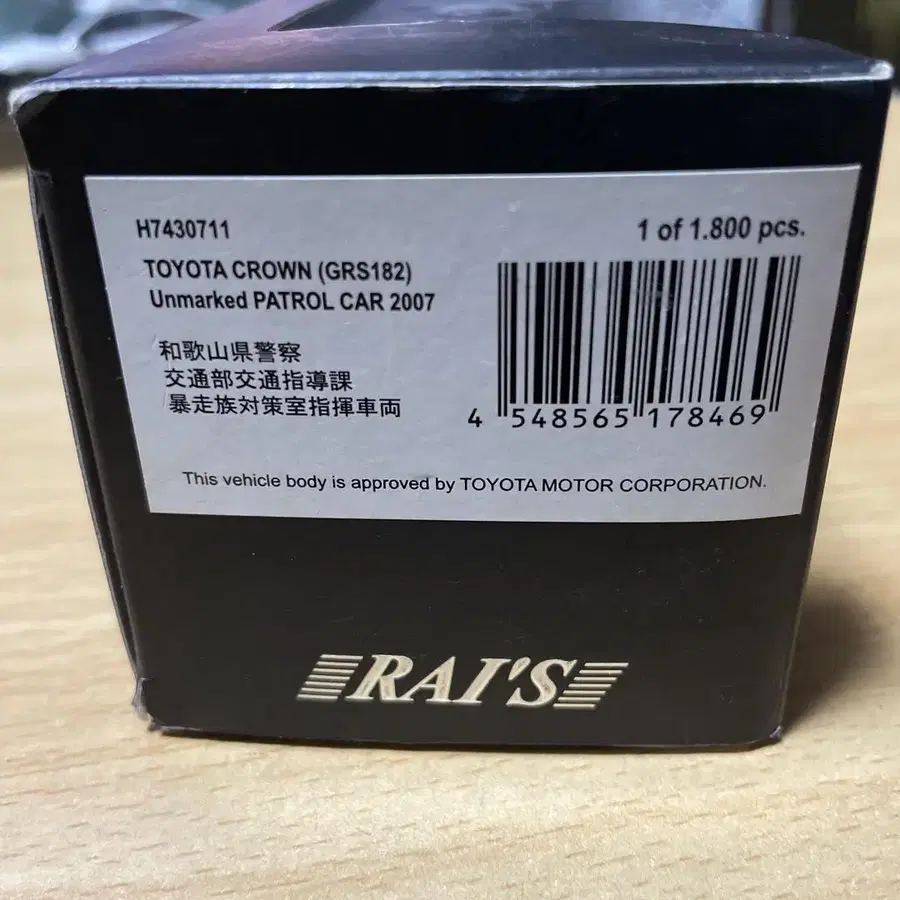 H7430711
1 of 1.800 pcs.
TOYOTA CROWN (GRS182)
Unmarked PATROL CAR 2007
和歌山県警察
交通部交通指導課
暴走族対策室指揮車両
4 548565 178469
This vehicle body is approved by TOYOTA MOTOR CORPORATION.
RAI'S